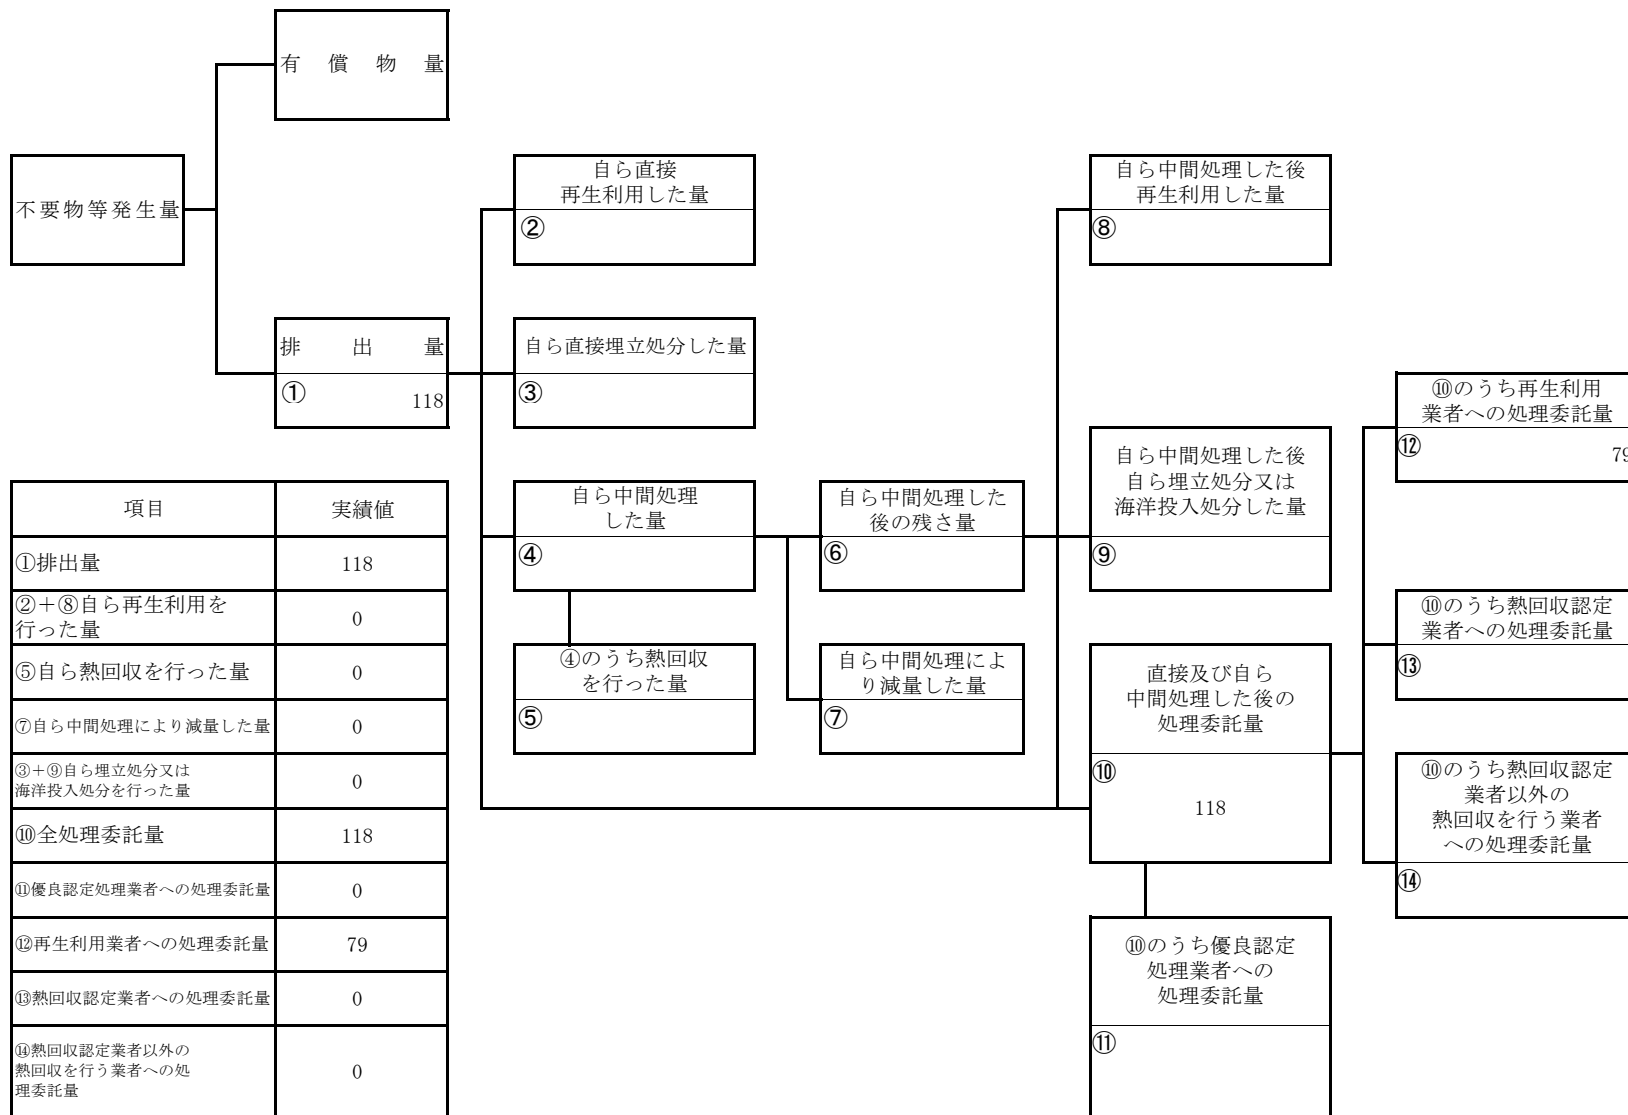 有償物量
不要物等発生量
自ら直接
再生利用した量
②
自ら中間処理した後
再生利用した量
⑧
排出量
①
118
自ら直接埋立処分した量
③
⑩のうち再生利用
業者への処理委託量
⑫
79
自ら中間処理
した量
④
自ら中間処理した
後の残さ量
⑥
自ら中間処理した後
自ら埋立処分又は
海洋投入処分した量
⑨
④のうち熱回収
を行った量
⑤
自ら中間処理によ
り減量した量
⑦
直接及び自ら
中間処理した後の
処理委託量
⑩
118
⑩のうち熱回収認定
業者への処理委託量
⑬
⑩のうち熱回収認定
業者以外の
熱回収を行う業者
への処理委託量
⑭
⑩のうち優良認定
処理業者への
処理委託量
⑪
項目 実績値
①排出量 118
②+⑧自ら再生利用を
行った量 0
⑤自ら熱回収を行った量 0
⑦自ら中間処理により減量した量 0
③+⑨自ら埋立処分又は
海洋投入処分を行った量 0
⑩全処理委託量 118
⑪優良認定処理業者への処理委託量 0
⑫再生利用業者への処理委託量 79
⑬熱回収認定業者への処理委託量 0
⑭熱回収認定業者以外の
熱回収を行う業者への処
理委託量 0